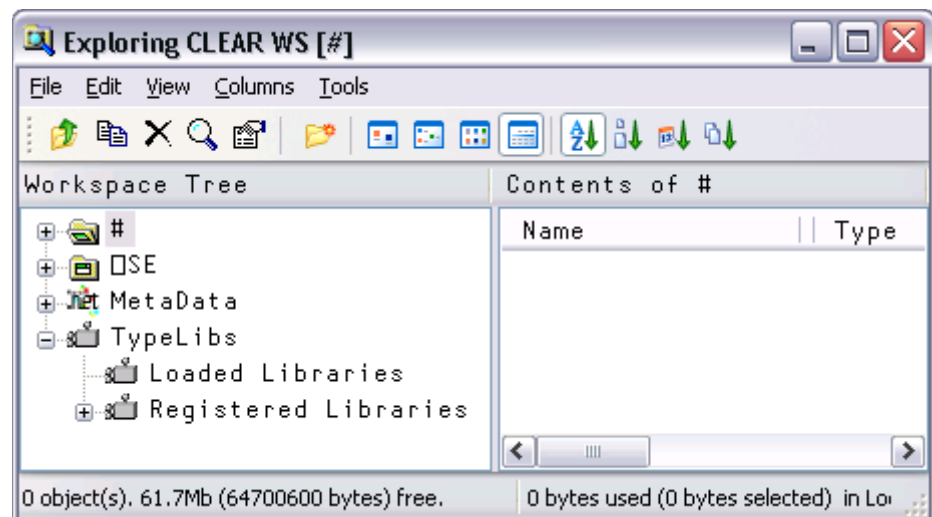 Exploring CLEAR WS [#]
File Edit View Columns Tools
Workspace Tree
Contents of #
#
⎕SE
MetaData
TypeLibs
Loaded Libraries
Registered Libraries
Name Type
0 object(s). 61.7Mb (64700600 bytes) free.
0 bytes used (0 bytes selected) in